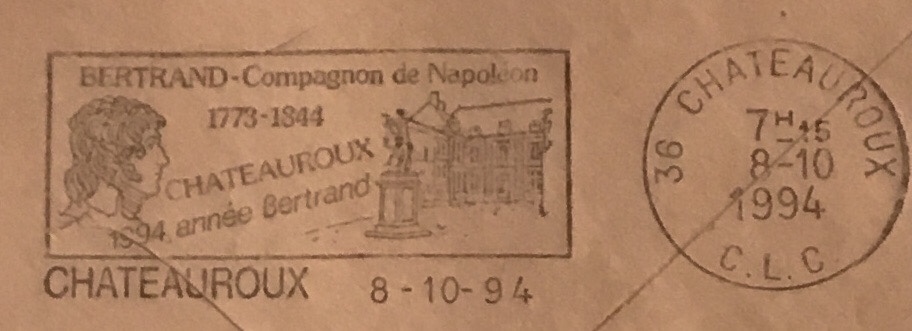 BERTRAND-Compagnon de Napoléon
1773-1844
CHATEAUROUX
1994 année Bertrand
CHATEAUROUX 8-10-94
36 CHATEAUROUX
7H15
8-10
1994
C.L.C.